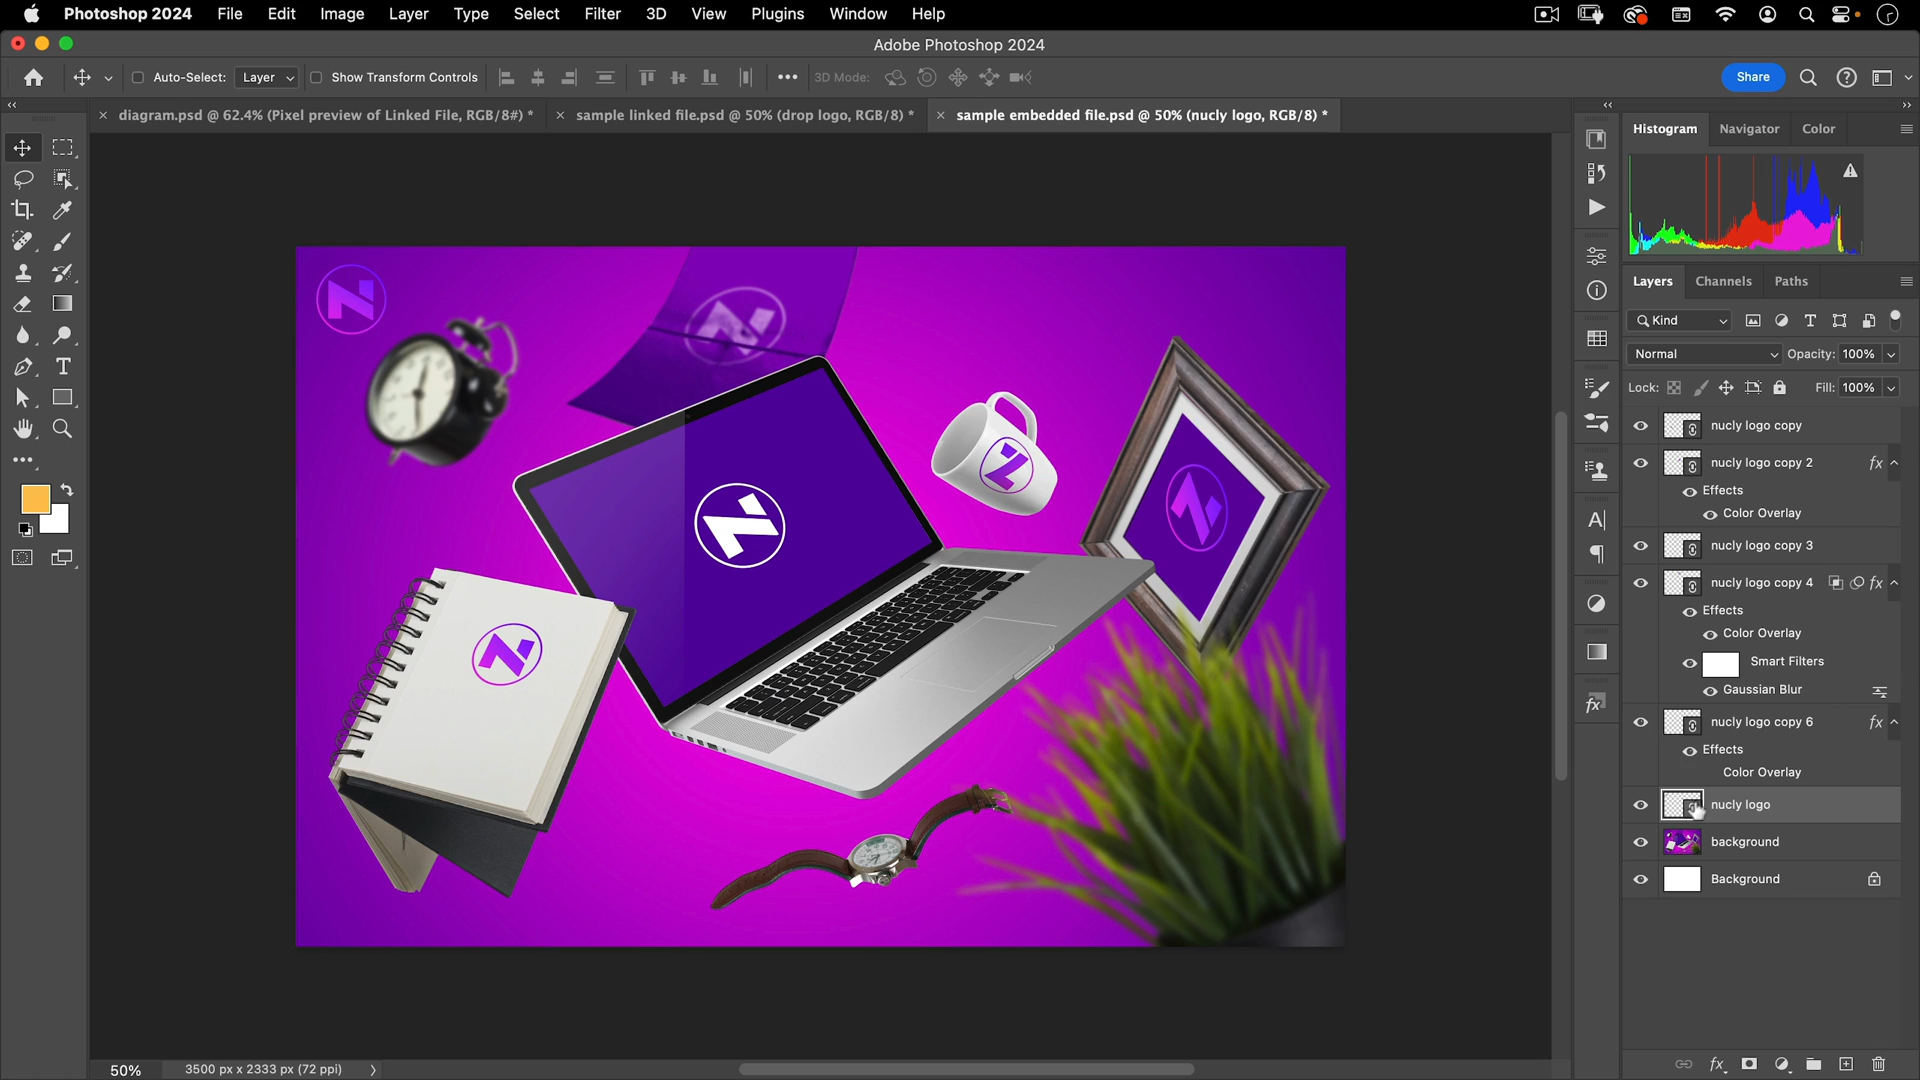 Photoshop 2024 File Edit Image Layer Type Select Filter 3D View Plugins Window Help
Adobe Photoshop 2024
Auto-Select: Layer Show Transform Controls 3D Mode: Share
diagram.psd @ 62.4% (Pixel preview of Linked File, RGB/8#) *
sample linked file.psd @ 50% (drop logo, RGB/8) *
sample embedded file.psd @ 50% (nucly logo, RGB/8) *
Histogram Navigator Color
Layers Channels Paths
Kind
Normal Opacity: 100%
Lock: Fill: 100%
nucly logo copy
nucly logo copy 2 fx
Effects
Color Overlay
nucly logo copy 3
nucly logo copy 4 fx
Effects
Color Overlay
Smart Filters
Gaussian Blur
nucly logo copy 6 fx
Effects
Color Overlay
nucly logo
background
Background
50% 3500 px x 2333 px (72 ppi)